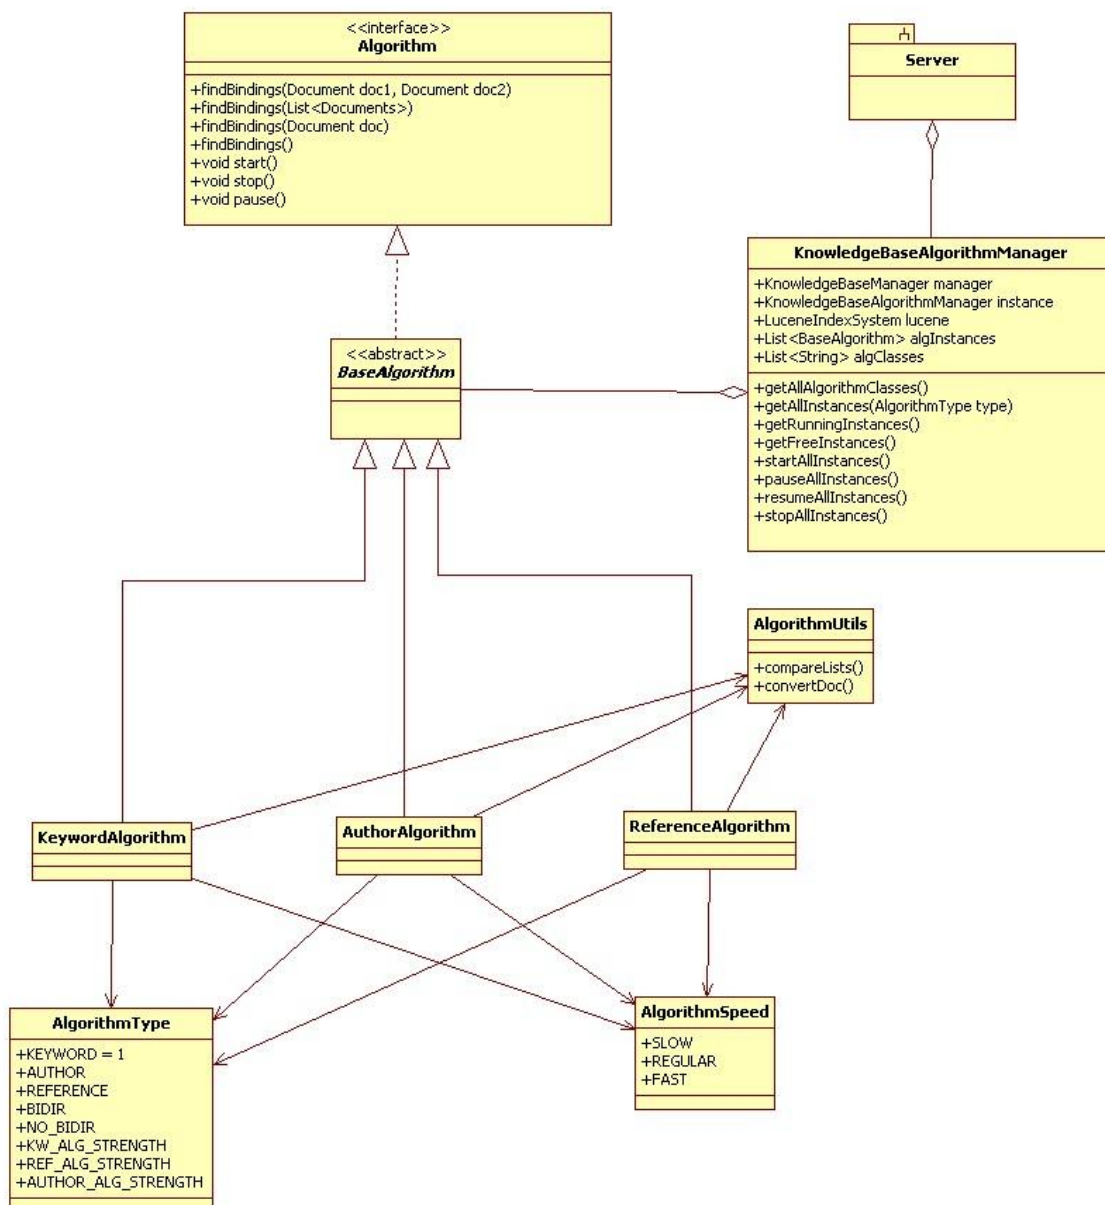 <<interface>>
Algorithm
+findBindings(Document doc1, Document doc2)
+findBindings(List<Documents>)
+findBindings(Document doc)
+findBindings()
+void start()
+void stop()
+void pause()
Server
KnowledgeBaseAlgorithmManager
+KnowledgeBaseManager manager
+KnowledgeBaseAlgorithmManager instance
+LuceneIndexSystem lucene
+List<BaseAlgorithm> algInstances
+List<String> algClasses
+getAllAlgorithmClasses()
+getAllInstances(AlgorithmType type)
+getRunningInstances()
+getFreeInstances()
+startAllInstances()
+pauseAllInstances()
+resumeAllInstances()
+stopAllInstances()
<<abstract>>
BaseAlgorithm
AlgorithmUtils
+compareLists()
+convertDoc()
KeywordAlgorithm
AuthorAlgorithm
ReferenceAlgorithm
AlgorithmType
+KEYWORD = 1
+AUTHOR
+REFERENCE
+BIDIR
+NO_BIDIR
+KW_ALG_STRENGTH
+REF_ALG_STRENGTH
+AUTHOR_ALG_STRENGTH
AlgorithmSpeed
+SLOW
+REGULAR
+FAST